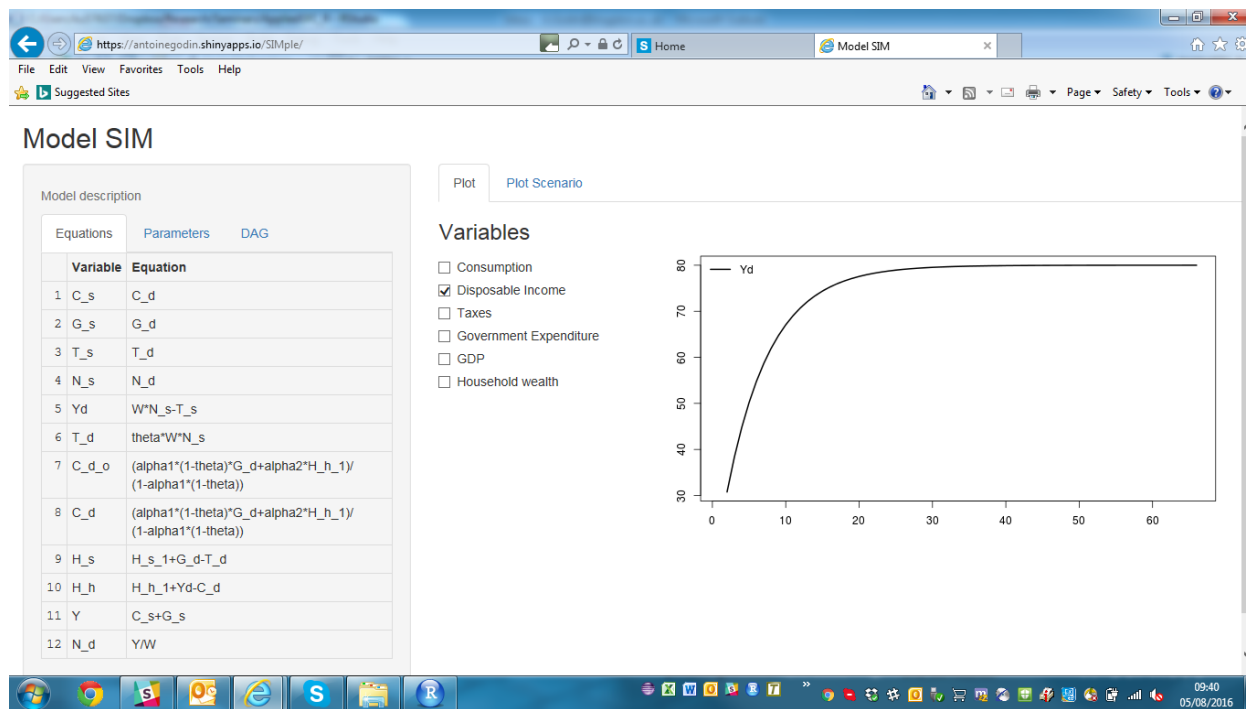 https://antoinegodin.shinyapps.io/SIMple/
S Home
Model SIM
File Edit View Favorites Tools Help
Suggested Sites
Page Safety Tools
Model SIM
Model description
Equations Parameters DAG
Variable Equation
1 C_s C_d
2 G_s G_d
3 T_s T_d
4 N_s N_d
5 Yd W*N_s-T_s
6 T_d theta*W*N_s
7 C_d_o (alpha1*(1-theta)*G_d+alpha2*H_h_1)/
(1-alpha1*(1-theta))
8 C_d (alpha1*(1-theta)*G_d+alpha2*H_h_1)/
(1-alpha1*(1-theta))
9 H_s H_s_1+G_d-T_d
10 H_h H_h_1+Yd-C_d
11 Y C_s+G_s
12 N_d Y/W
Plot Plot Scenario
Variables
Consumption
Disposable Income
Taxes
Government Expenditure
GDP
Household wealth
Yd
80
70
60
50
40
30
0 10 20 30 40 50 60
09:40
05/08/2016